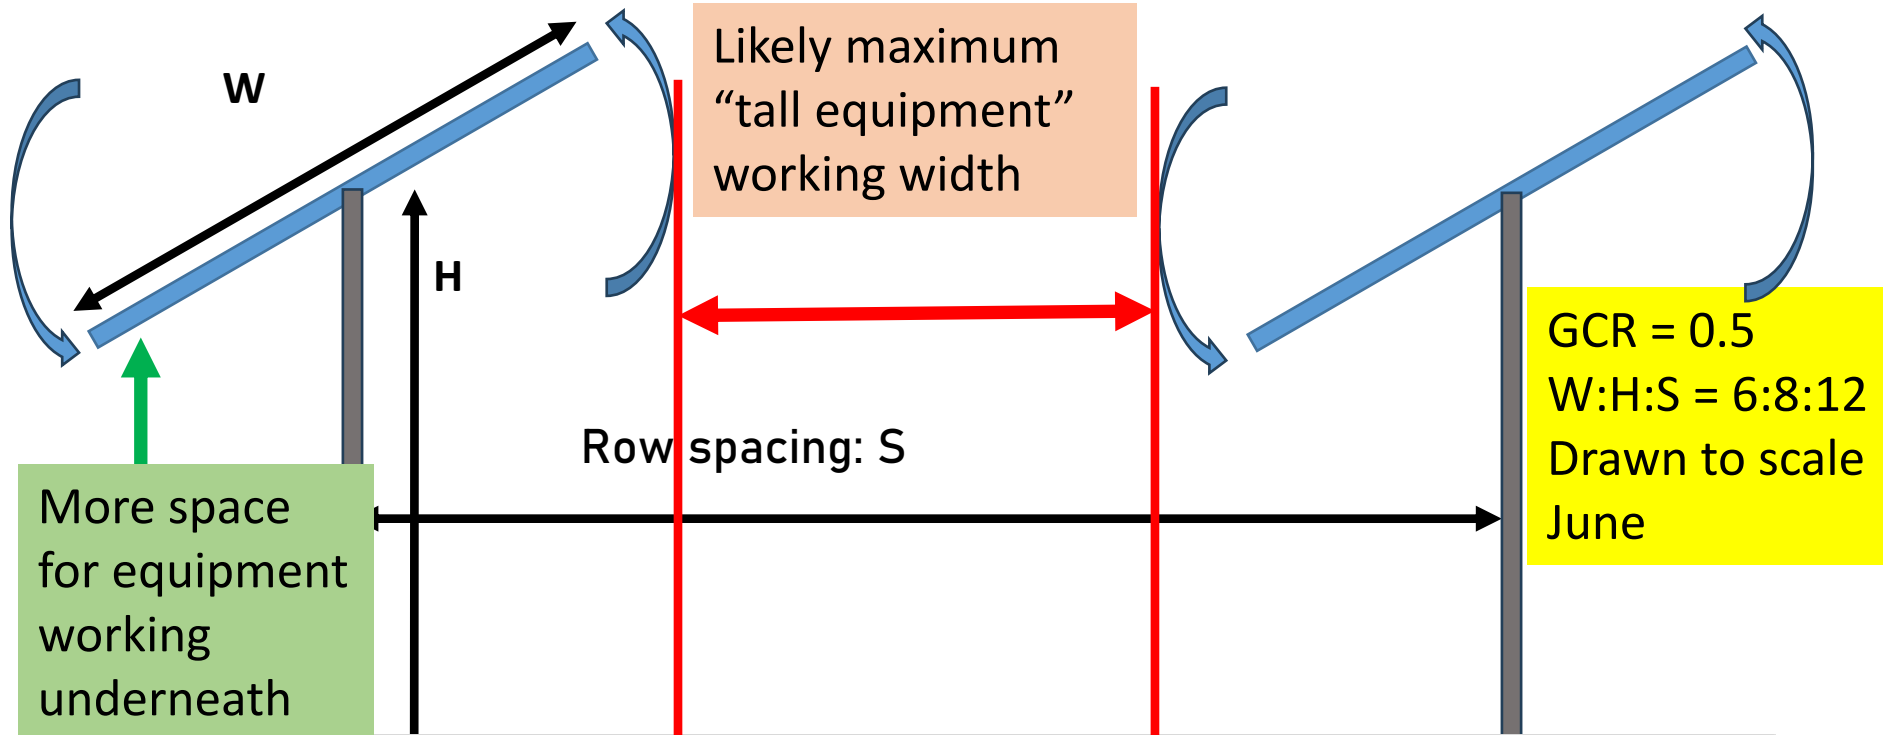 W
Likely maximum
“tall equipment”
working width
H
GCR = 0.5
W:H:S = 6:8:12
Drawn to scale
June
Row spacing: S
More space
for equipment
working
underneath